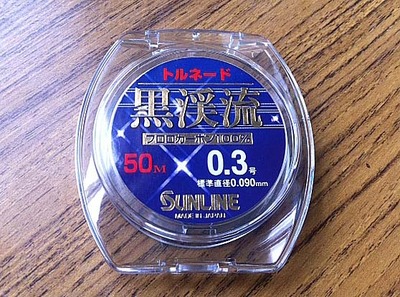 トルネード
黒渓流
フロロカーボン100%
50M × 0.3号
標準直径0.090mm
SUNLINE
MADE IN JAPAN